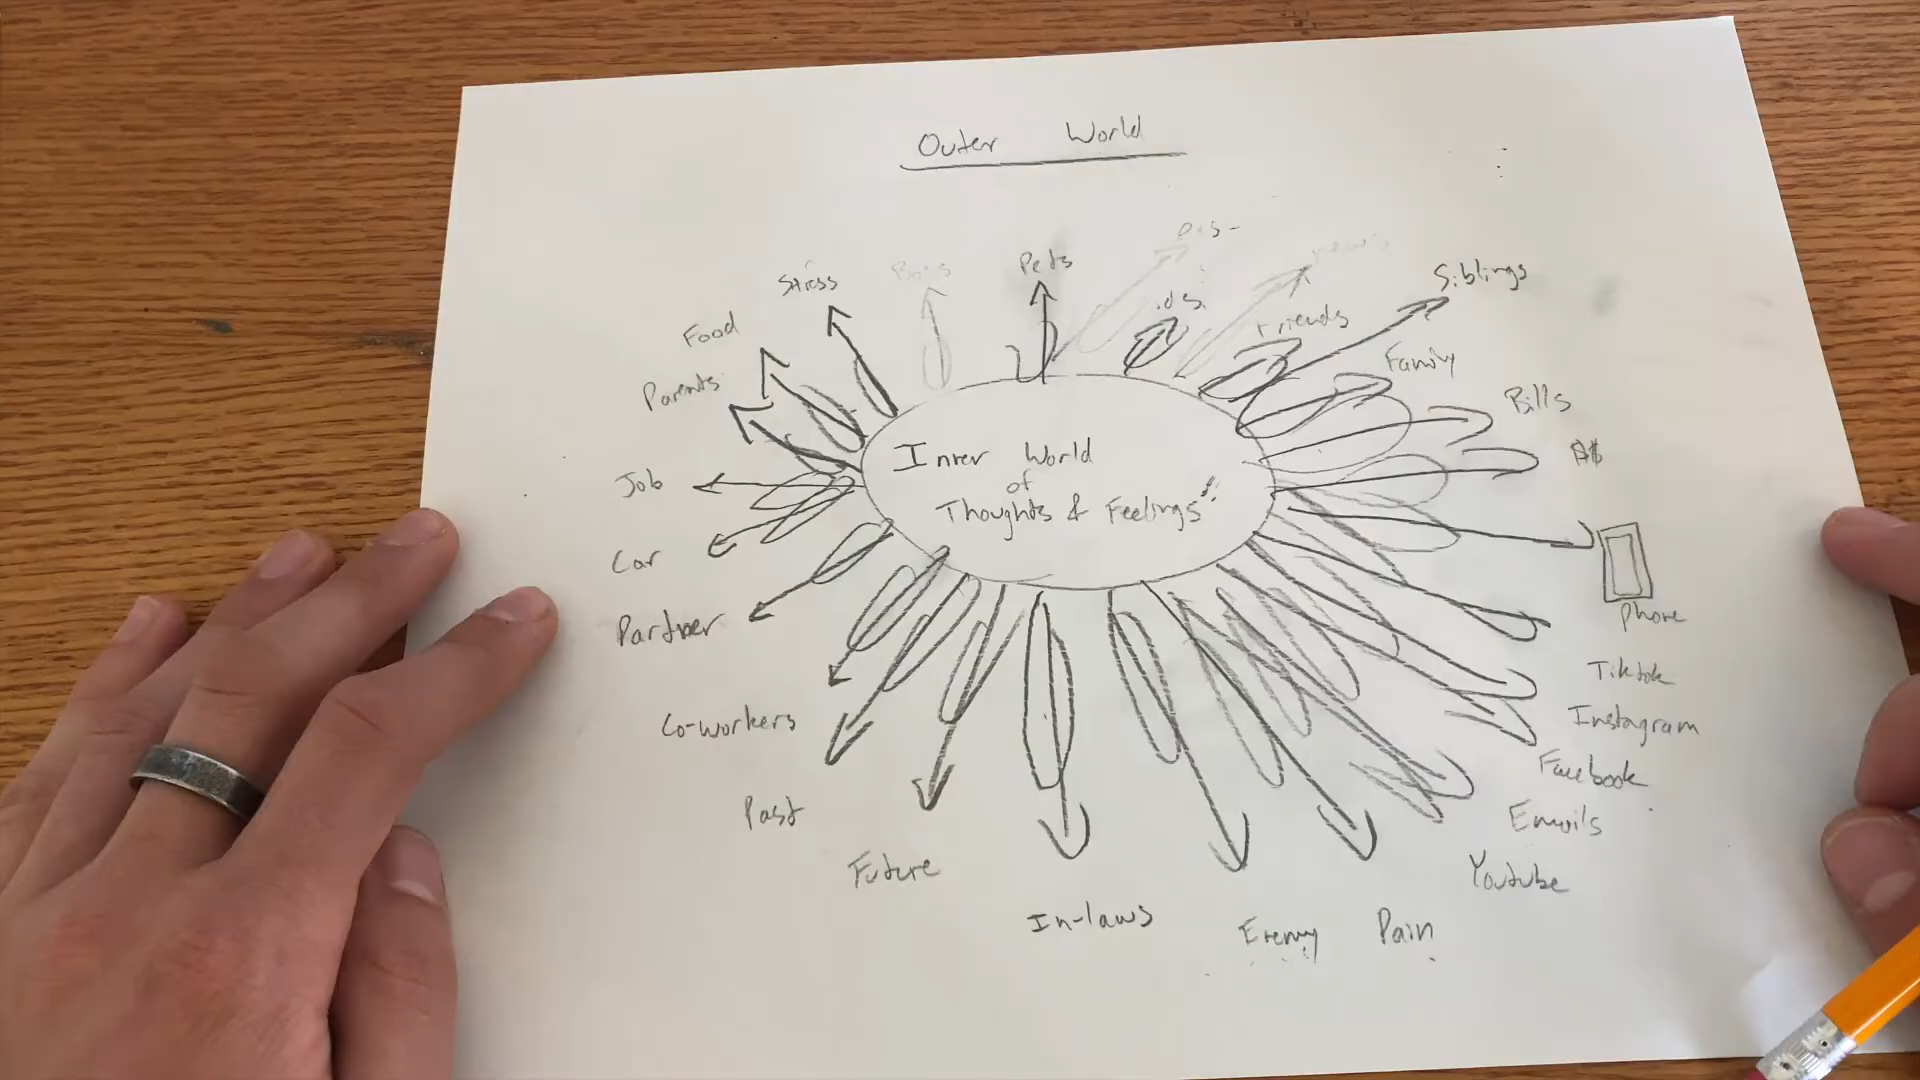 Outer World
Pets
Siblings
Stress
Friends
Food
Family
Parents
Bills
Inner World
of
Thoughts & Feelings
Job
Car
Phone
Partner
Tiktok
Co-workers
Instagram
Facebook
Past
Emails
Future
Youtube
In-laws
Enemy
Pain